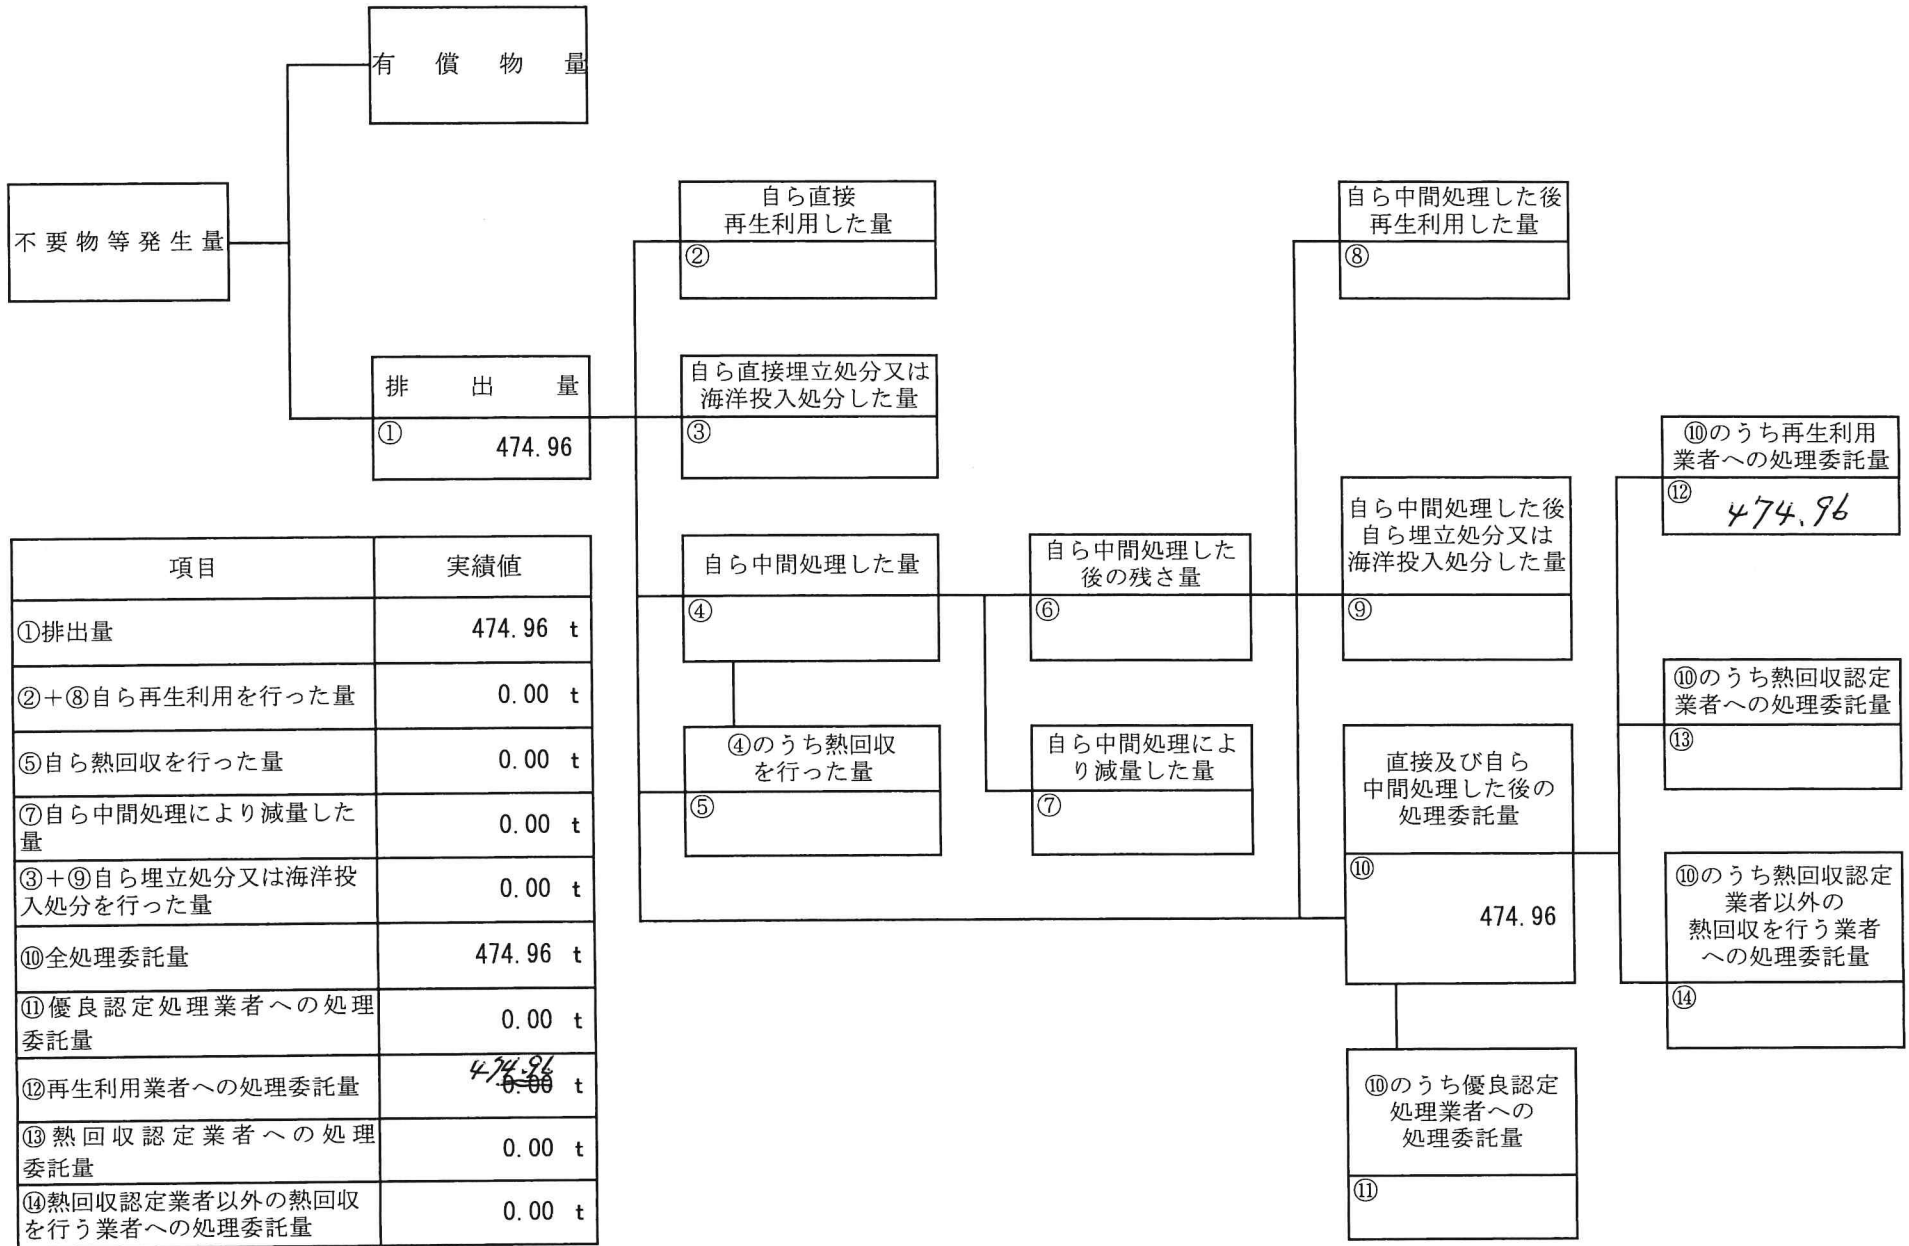 有償物量
不要物等発生量
排出量
①
474.96
自ら直接
再生利用した量
②
自ら直接埋立処分又は
海洋投入処分した量
③
自ら中間処理した量
④
④のうち熱回収
を行った量
⑤
自ら中間処理した
後の残さ量
⑥
自ら中間処理によ
り減量した量
⑦
自ら中間処理した後
再生利用した量
⑧
自ら中間処理した後
自ら埋立処分又は
海洋投入処分した量
⑨
直接及び自ら
中間処理した後の
処理委託量
⑩
474.96
⑩のうち優良認定
処理業者への
処理委託量
⑪
⑩のうち再生利用
業者への処理委託量
⑫
474.96
⑩のうち熱回収認定
業者への処理委託量
⑬
⑩のうち熱回収認定
業者以外の
熱回収を行う業者
への処理委託量
⑭
項目 実績値
①排出量 474.96 t
②+⑧自ら再生利用を行った量 0.00 t
⑤自ら熱回収を行った量 0.00 t
⑦自ら中間処理により減量した
量 0.00 t
③+⑨自ら埋立処分又は海洋投
入処分を行った量 0.00 t
⑩全処理委託量 474.96 t
⑪優良認定処理業者への処理
委託量 0.00 t
474.96
⑫再生利用業者への処理委託量 0.00 t
⑬熱回収認定業者への処理
委託量 0.00 t
⑭熱回収認定業者以外の熱回収
を行う業者への処理委託量 0.00 t